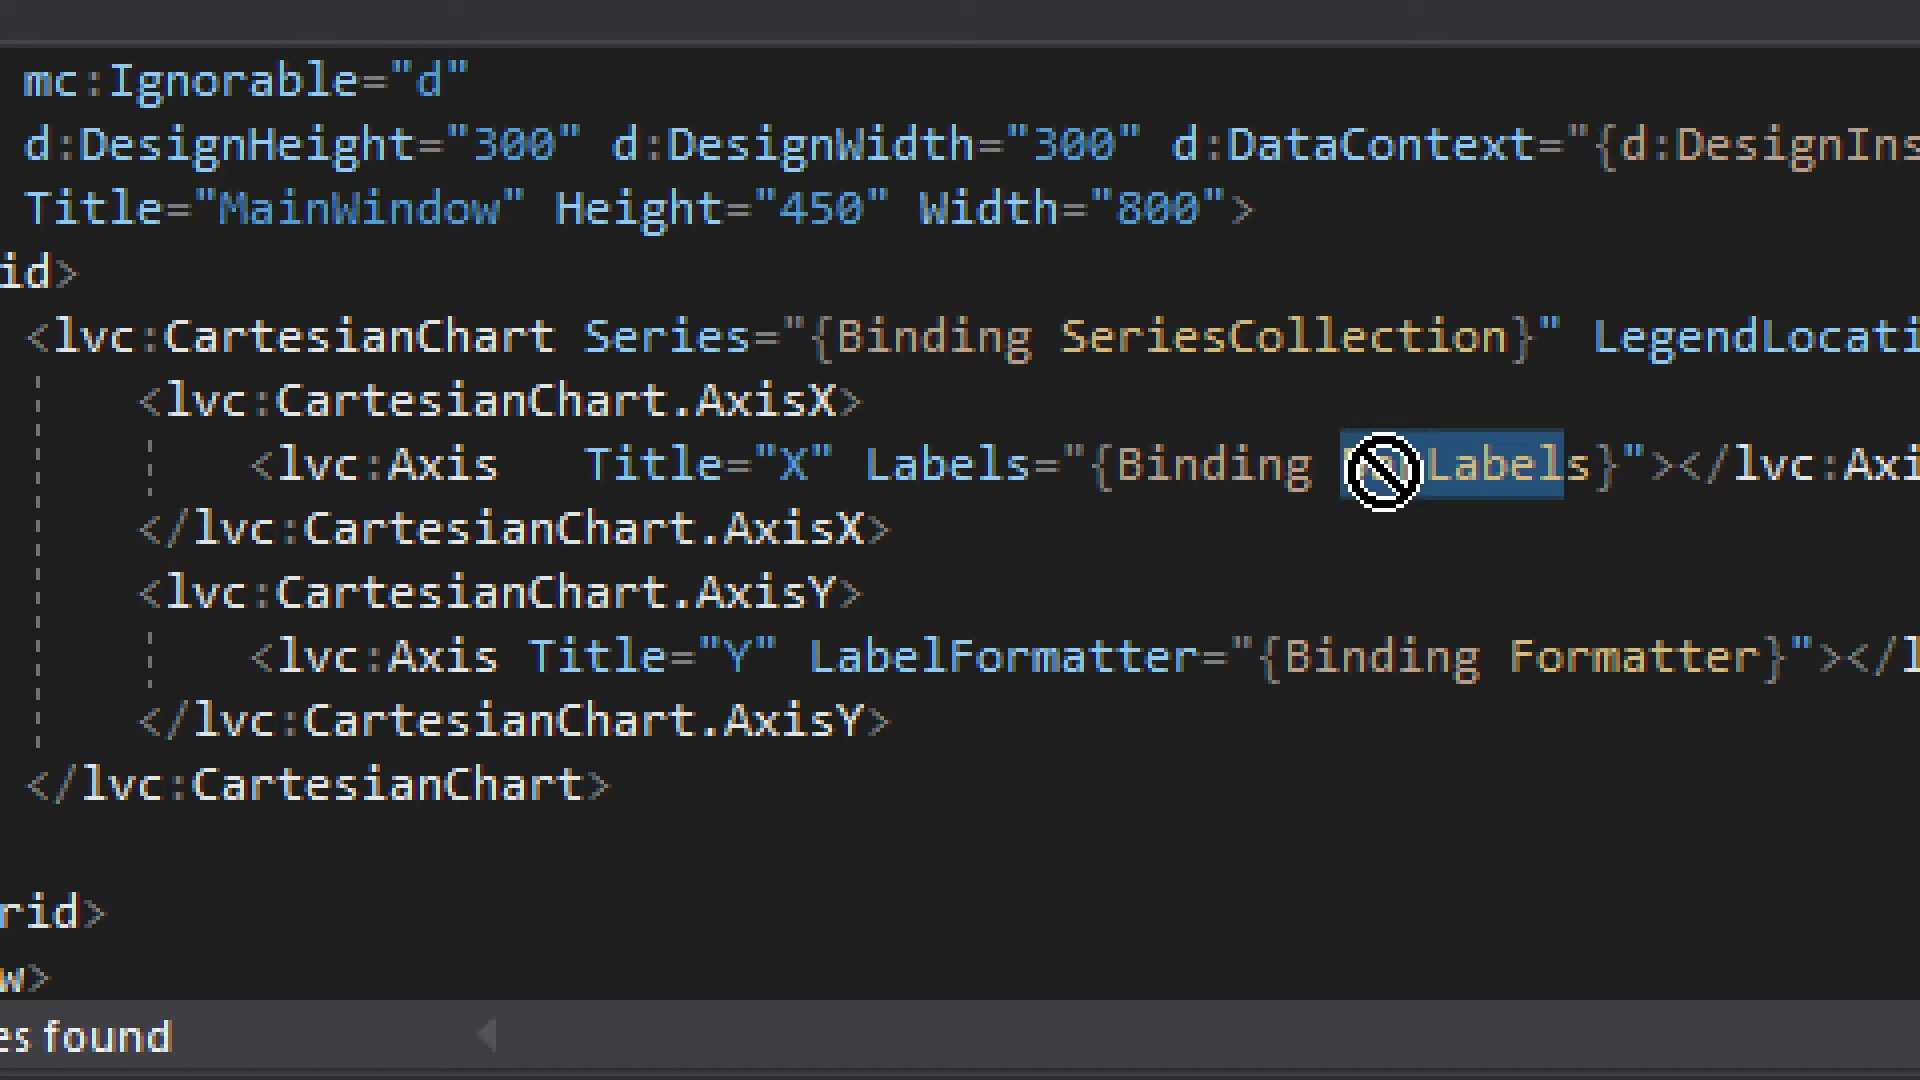 mc:Ignorable="d"
d:DesignHeight="300" d:DesignWidth="300" d:DataContext="{d:DesignIns
Title="MainWindow" Height="450" Width="800">
id>
<lvc:CartesianChart Series="{Binding SeriesCollection}" LegendLocati
<lvc:CartesianChart.AxisX>
<lvc:Axis   Title="X" Labels="{Binding Labels}"></lvc:Axi
</lvc:CartesianChart.AxisX>
<lvc:CartesianChart.AxisY>
<lvc:Axis Title="Y" LabelFormatter="{Binding Formatter}"></l
</lvc:CartesianChart.AxisY>
</lvc:CartesianChart>
rid>
w>
es found